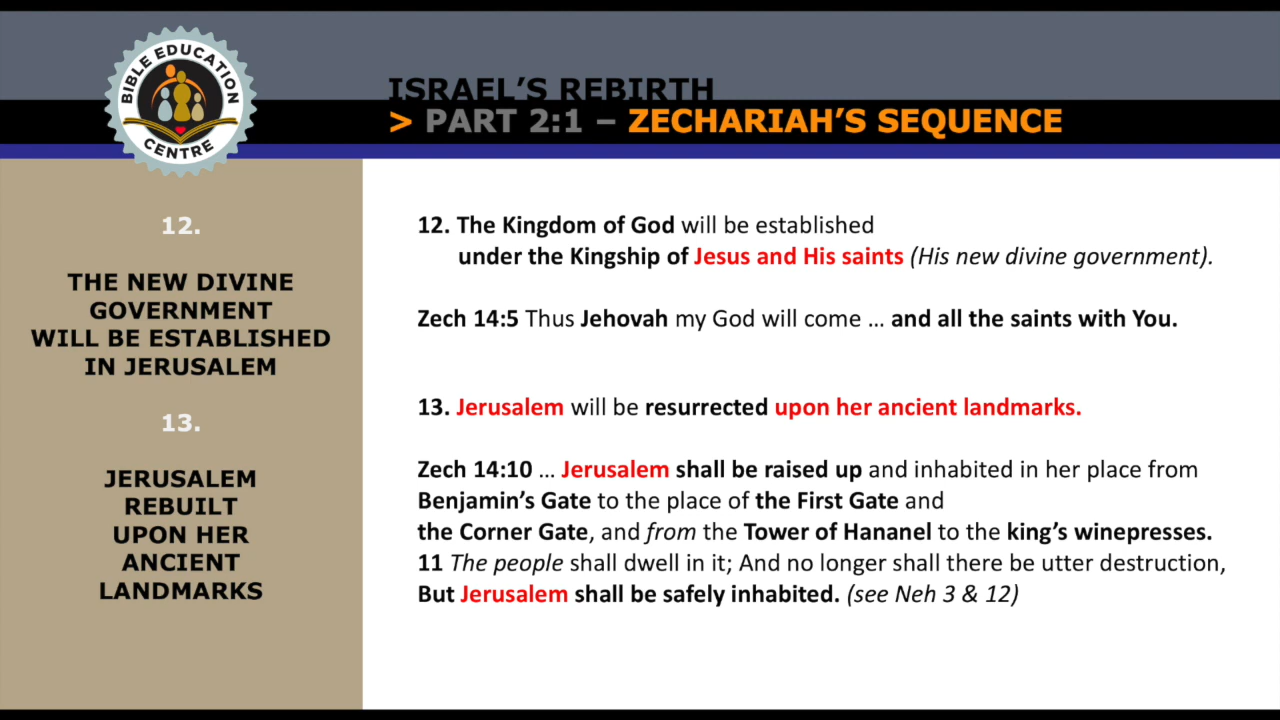 BIBLE EDUCATION
CENTRE
ISRAEL’S REBIRTH
> PART 2:1 – ZECHARIAH’S SEQUENCE
12.
THE NEW DIVINE
GOVERNMENT
WILL BE ESTABLISHED
IN JERUSALEM
13.
JERUSALEM
REBUILT
UPON HER
ANCIENT
LANDMARKS
12. The Kingdom of God will be established
under the Kingship of Jesus and His saints (His new divine government).
Zech 14:5 Thus Jehovah my God will come … and all the saints with You.
13. Jerusalem will be resurrected upon her ancient landmarks.
Zech 14:10 … Jerusalem shall be raised up and inhabited in her place from
Benjamin’s Gate to the place of the First Gate and
the Corner Gate, and from the Tower of Hananel to the king’s winepresses.
11 The people shall dwell in it; And no longer shall there be utter destruction,
But Jerusalem shall be safely inhabited. (see Neh 3 & 12)